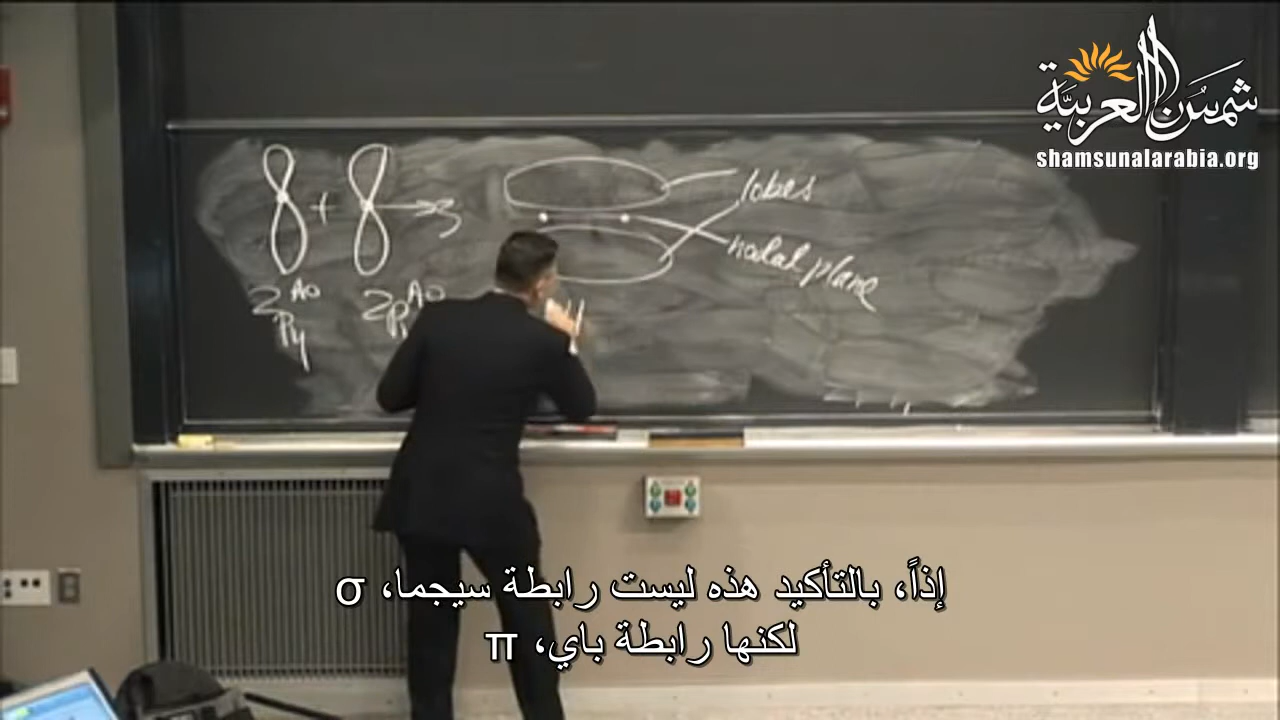 شمسُ العربيّة
shamsunalarabia.org
lobes
nodal plane
+
2p AO
y
2p AO
إذاً، بالتأكيد هذه ليست رابطة سيجما، σ
لكنها رابطة باي، π